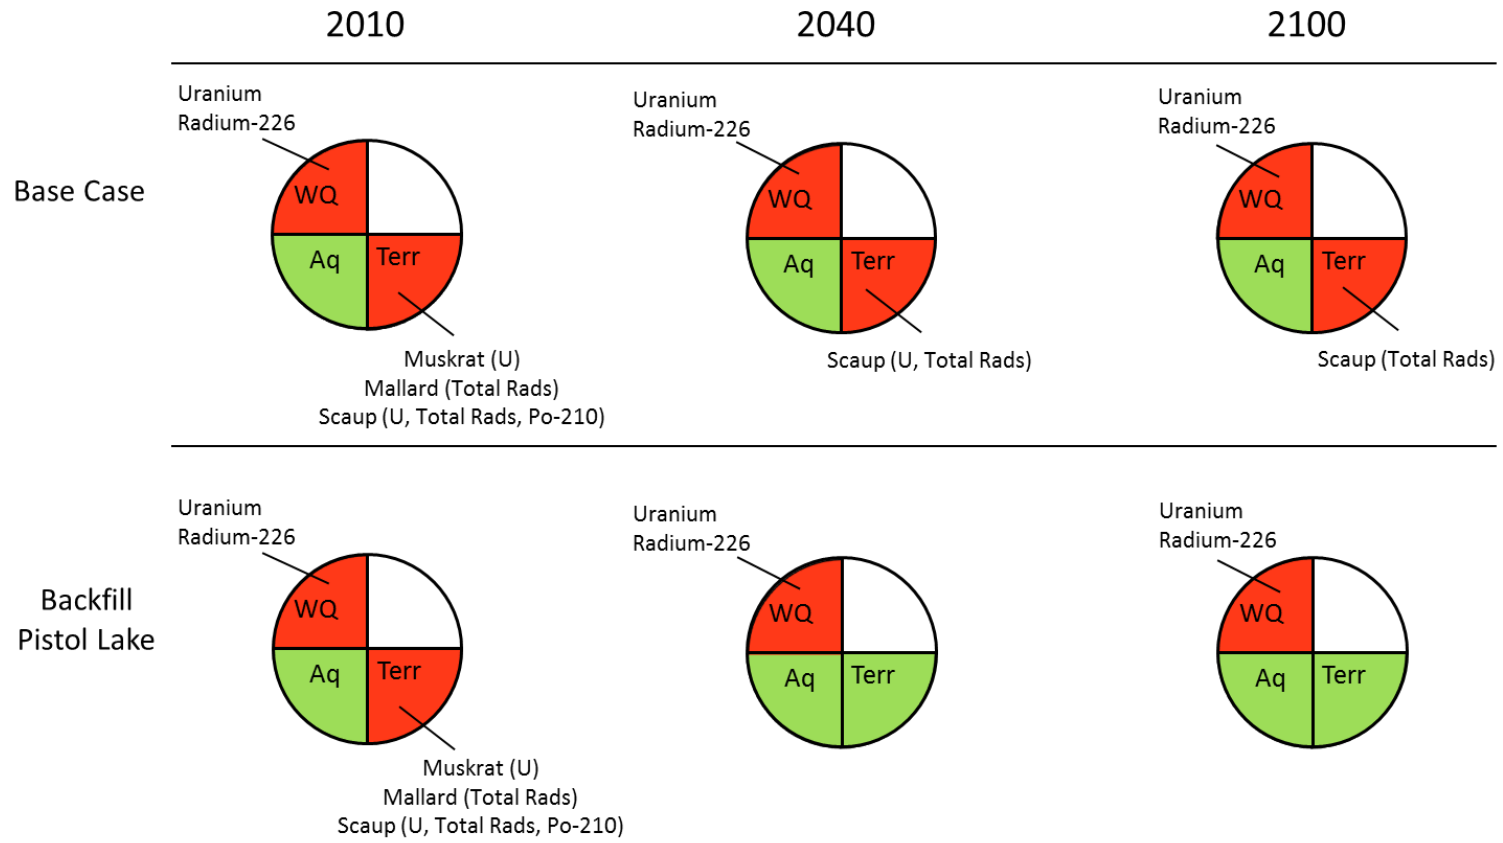 2010
2040
2100
Base Case
Uranium
Radium-226
WQ
Aq
Terr
Muskrat (U)
Mallard (Total Rads)
Scaup (U, Total Rads, Po-210)
Uranium
Radium-226
WQ
Aq
Terr
Scaup (U, Total Rads)
Uranium
Radium-226
WQ
Aq
Terr
Scaup (Total Rads)
Backfill
Pistol Lake
Uranium
Radium-226
WQ
Aq
Terr
Muskrat (U)
Mallard (Total Rads)
Scaup (U, Total Rads, Po-210)
Uranium
Radium-226
WQ
Aq
Terr
Uranium
Radium-226
WQ
Aq
Terr